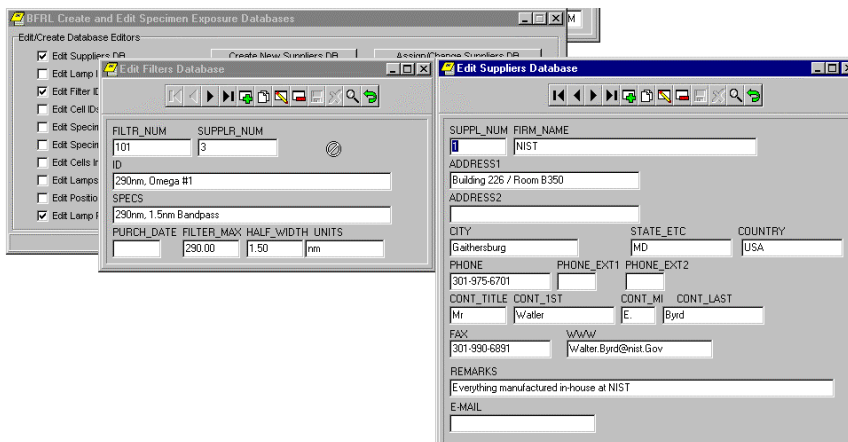 BFRL Create and Edit Specimen Exposure Databases
M
Edit/Create Database Editors
Edit Suppliers DB
Create New Suppliers DB
Assign/Change Suppliers DB
Edit Lamp I
Edit Filter ID
Edit Cell IDs
Edit Specim
Edit Specim
Edit Cells In
Edit Lamps
Edit Positio
Edit Lamp F
Edit Filters Database
FILTR_NUM SUPPLR_NUM
101 3
ID
290nm, Omega #1
SPECS
290nm, 1.5nm Bandpass
PURCH_DATE FILTER_MAX HALF_WIDTH UNITS
290.00 1.50 nm
Edit Suppliers Database
SUPPL_NUM FIRM_NAME
1 NIST
ADDRESS1
Building 226 / Room B350
ADDRESS2
CITY STATE_ETC COUNTRY
Gaithersburg MD USA
PHONE PHONE_EXT1 PHONE_EXT2
301-975-6701
CONT_TITLE CONT_1ST CONT_MI CONT_LAST
Mr Watler E. Byrd
FAX WWW
301-990-6891 Walter.Byrd@nist.Gov
REMARKS
Everything manufactured in-house at NIST
E-MAIL